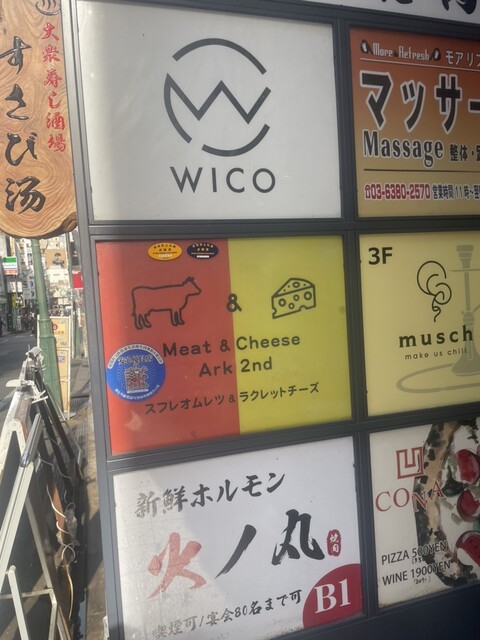 大衆寿し酒場
すさび湯
WICO
More Refresh
モアリフ
マッサー
Massage 整体・
☎03-6380-2570 営業時間:11時~翌
Meat & Cheese
Ark 2nd
スフレオムレツ&ラクレットチーズ
3F
musch
make us chill.
新鮮ホルモン
火ノ丸
焼肉
喫煙可/宴会80名まで可
B1
CONA
PIZZA 500YEN
WINE 1900YEN